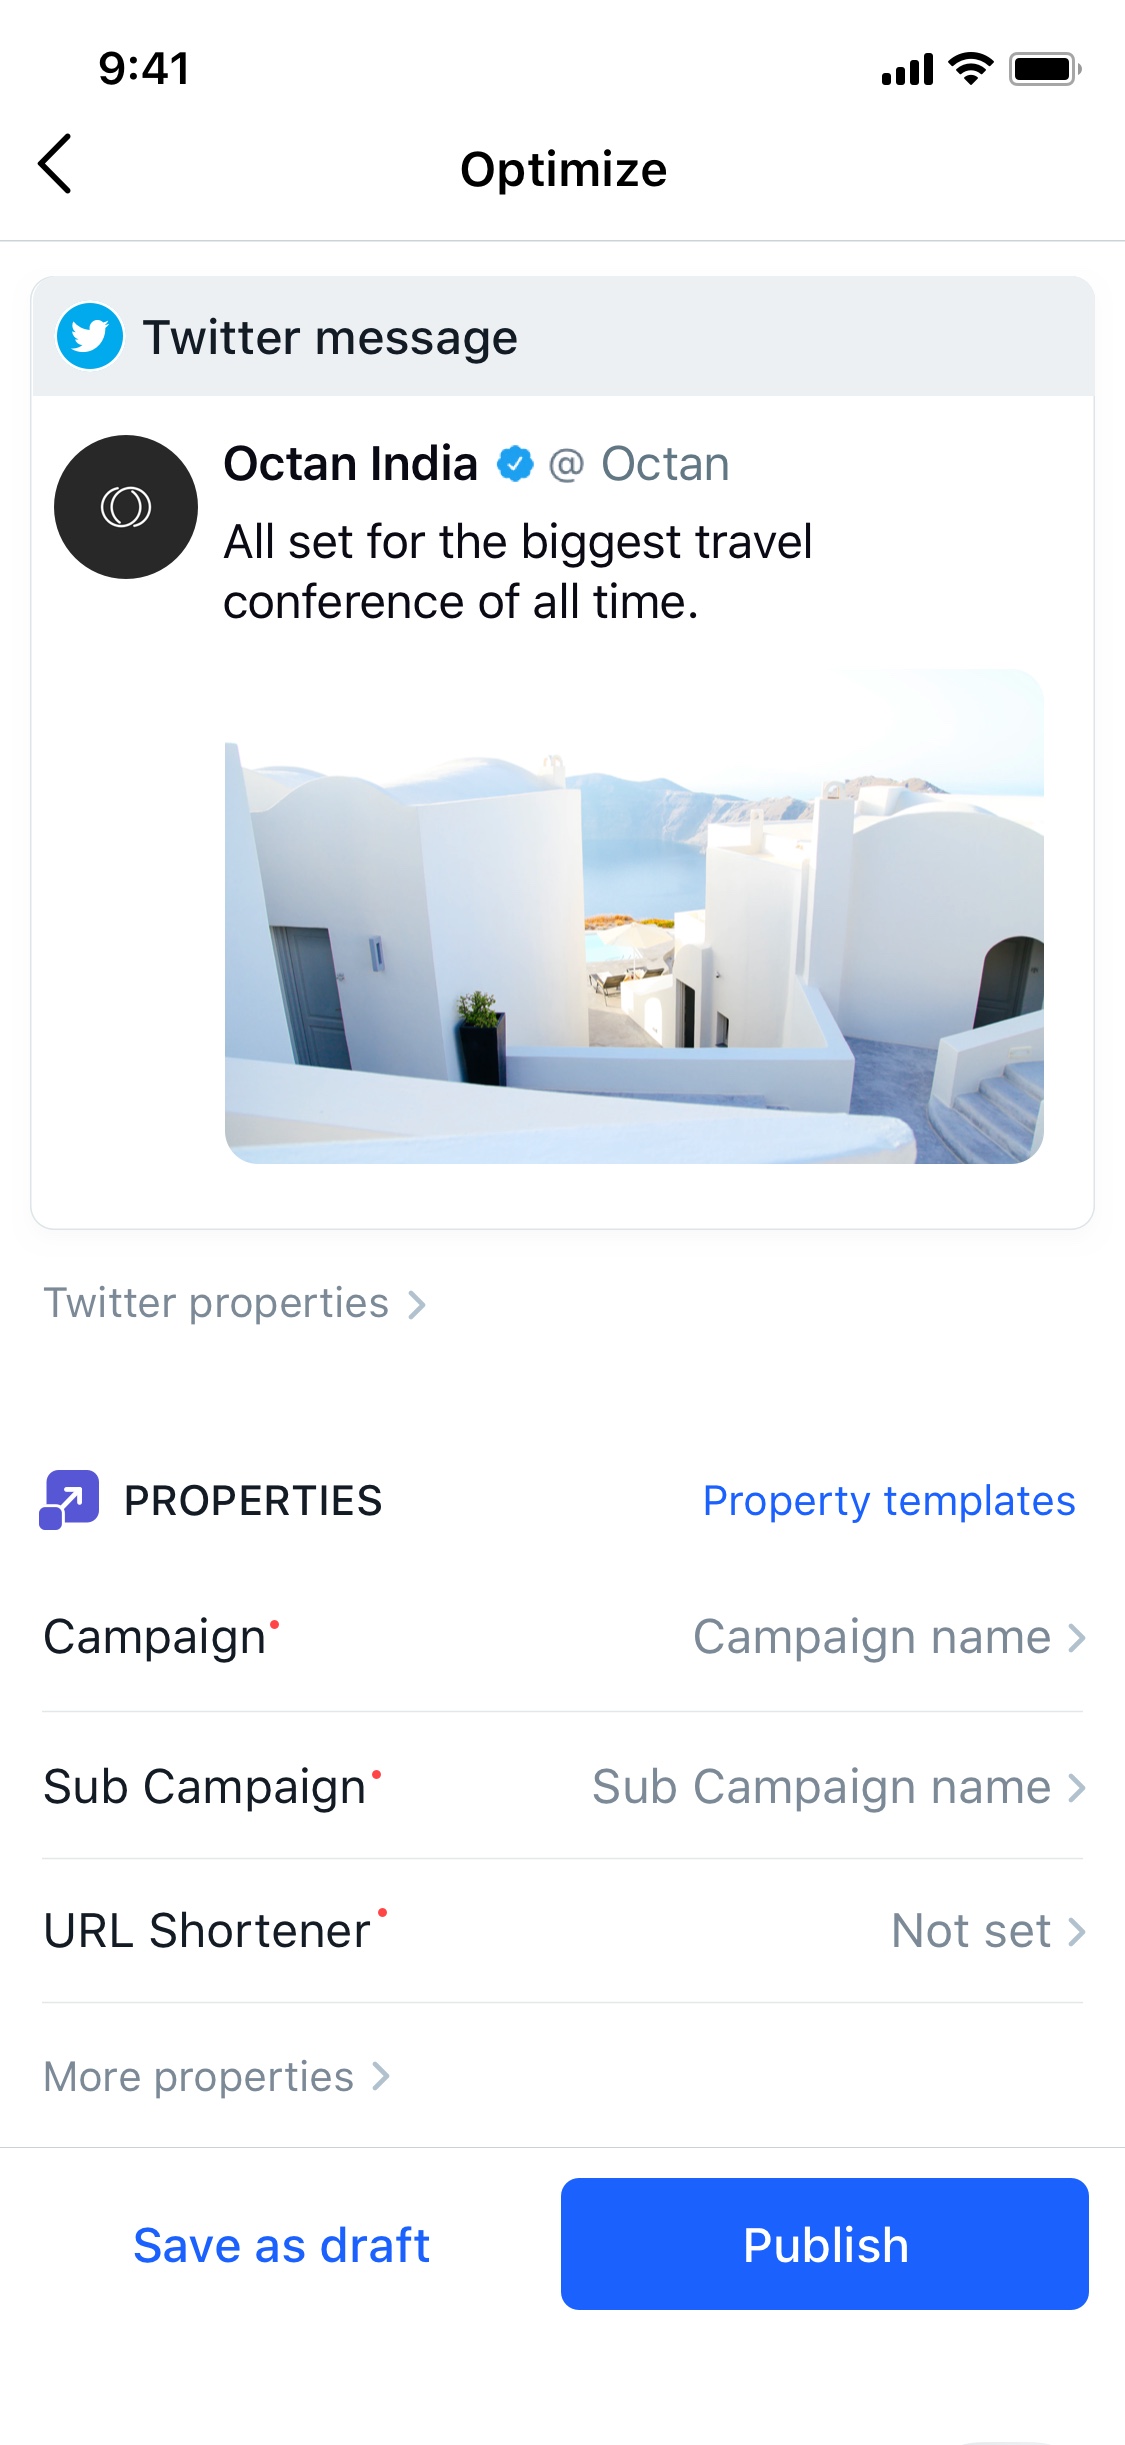 9:41
Optimize
Twitter message
Octan India @ Octan
All set for the biggest travel
conference of all time.
Twitter properties
PROPERTIES
Property templates
Campaign
Campaign name
Sub Campaign
Sub Campaign name
URL Shortener
Not set
More properties
Save as draft
Publish